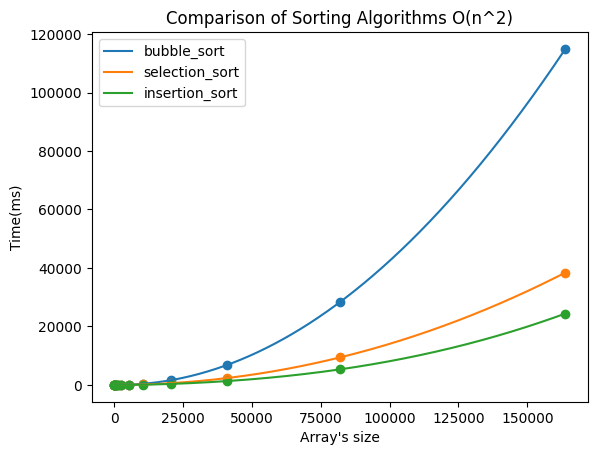 Comparison of Sorting Algorithms O(n^2)
120000
100000
80000
60000
40000
20000
0
Time(ms)
bubble_sort
selection_sort
insertion_sort
0 25000 50000 75000 100000 125000 150000
Array's size